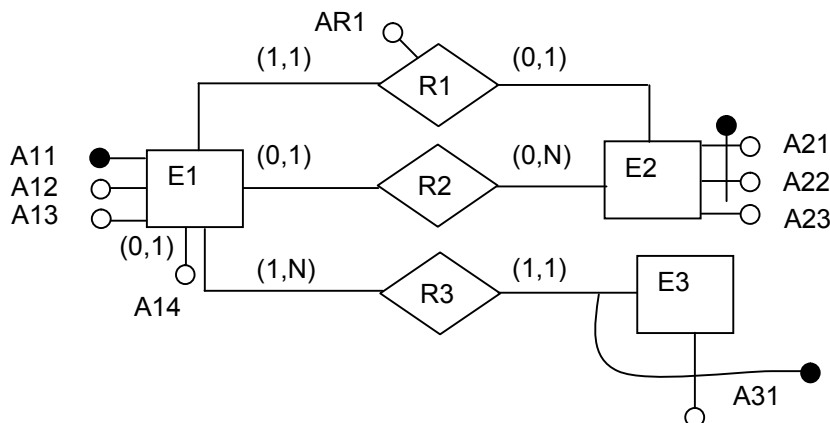 AR1
(1,1)
R1
(0,1)
A11
A12
A13
E1
(0,1)
R2
(0,N)
E2
A21
A22
A23
(0,1)
A14
(1,N)
R3
(1,1)
E3
A31